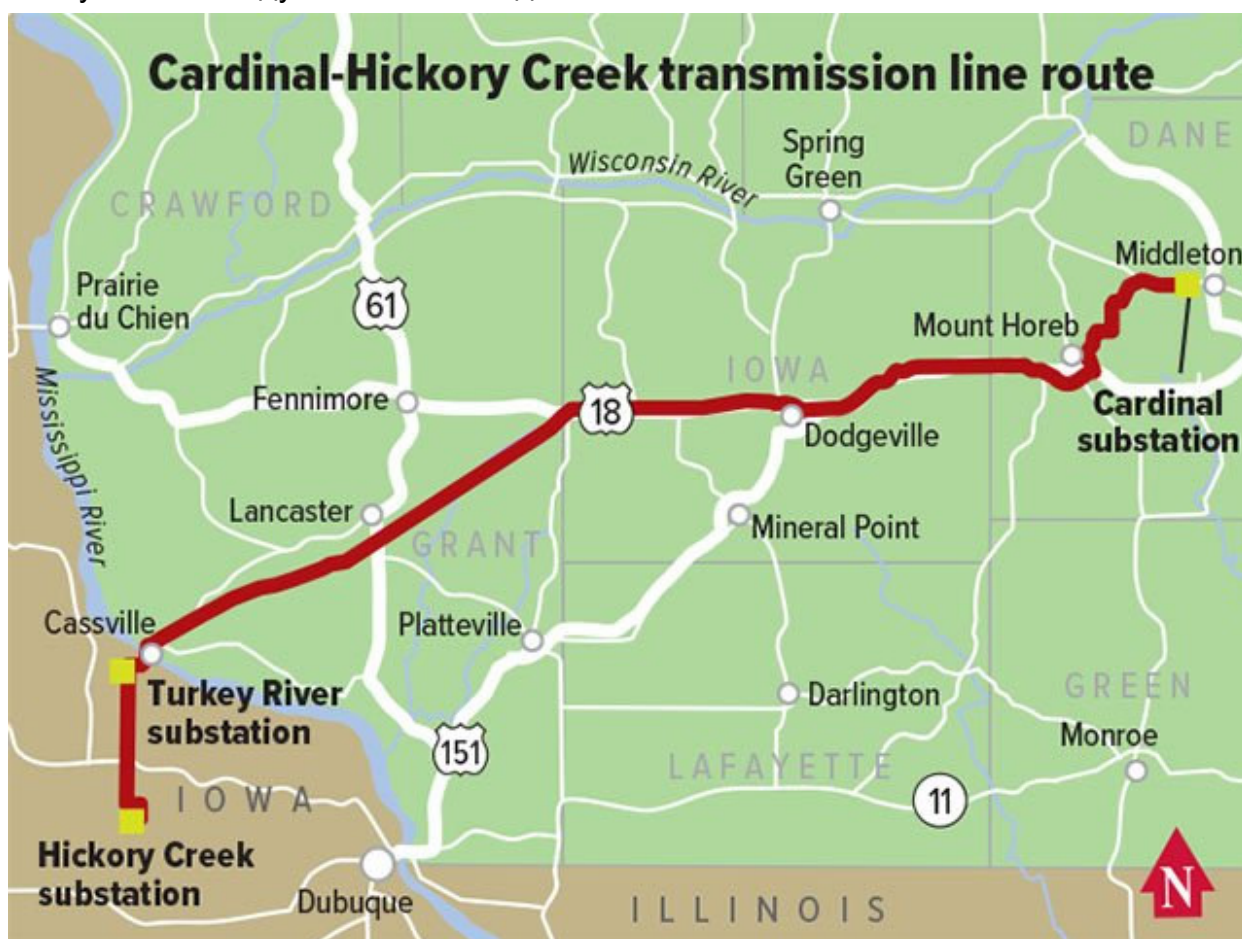 Cardinal-Hickory Creek transmission line route
DANE
Spring
Green
Wisconsin River
CRAWFORD
Middleton
Prairie
du Chien
61
Mount Horeb
IOWA
Mississippi River
Fennimore
18
Cardinal
substation
Dodgeville
Lancaster
GRANT
Mineral Point
Cassville
Platteville
Turkey River
substation
Darlington
GREEN
Monroe
151
LAFAYETTE
IOWA
11
Hickory Creek
substation
Dubuque
ILLINOIS
N